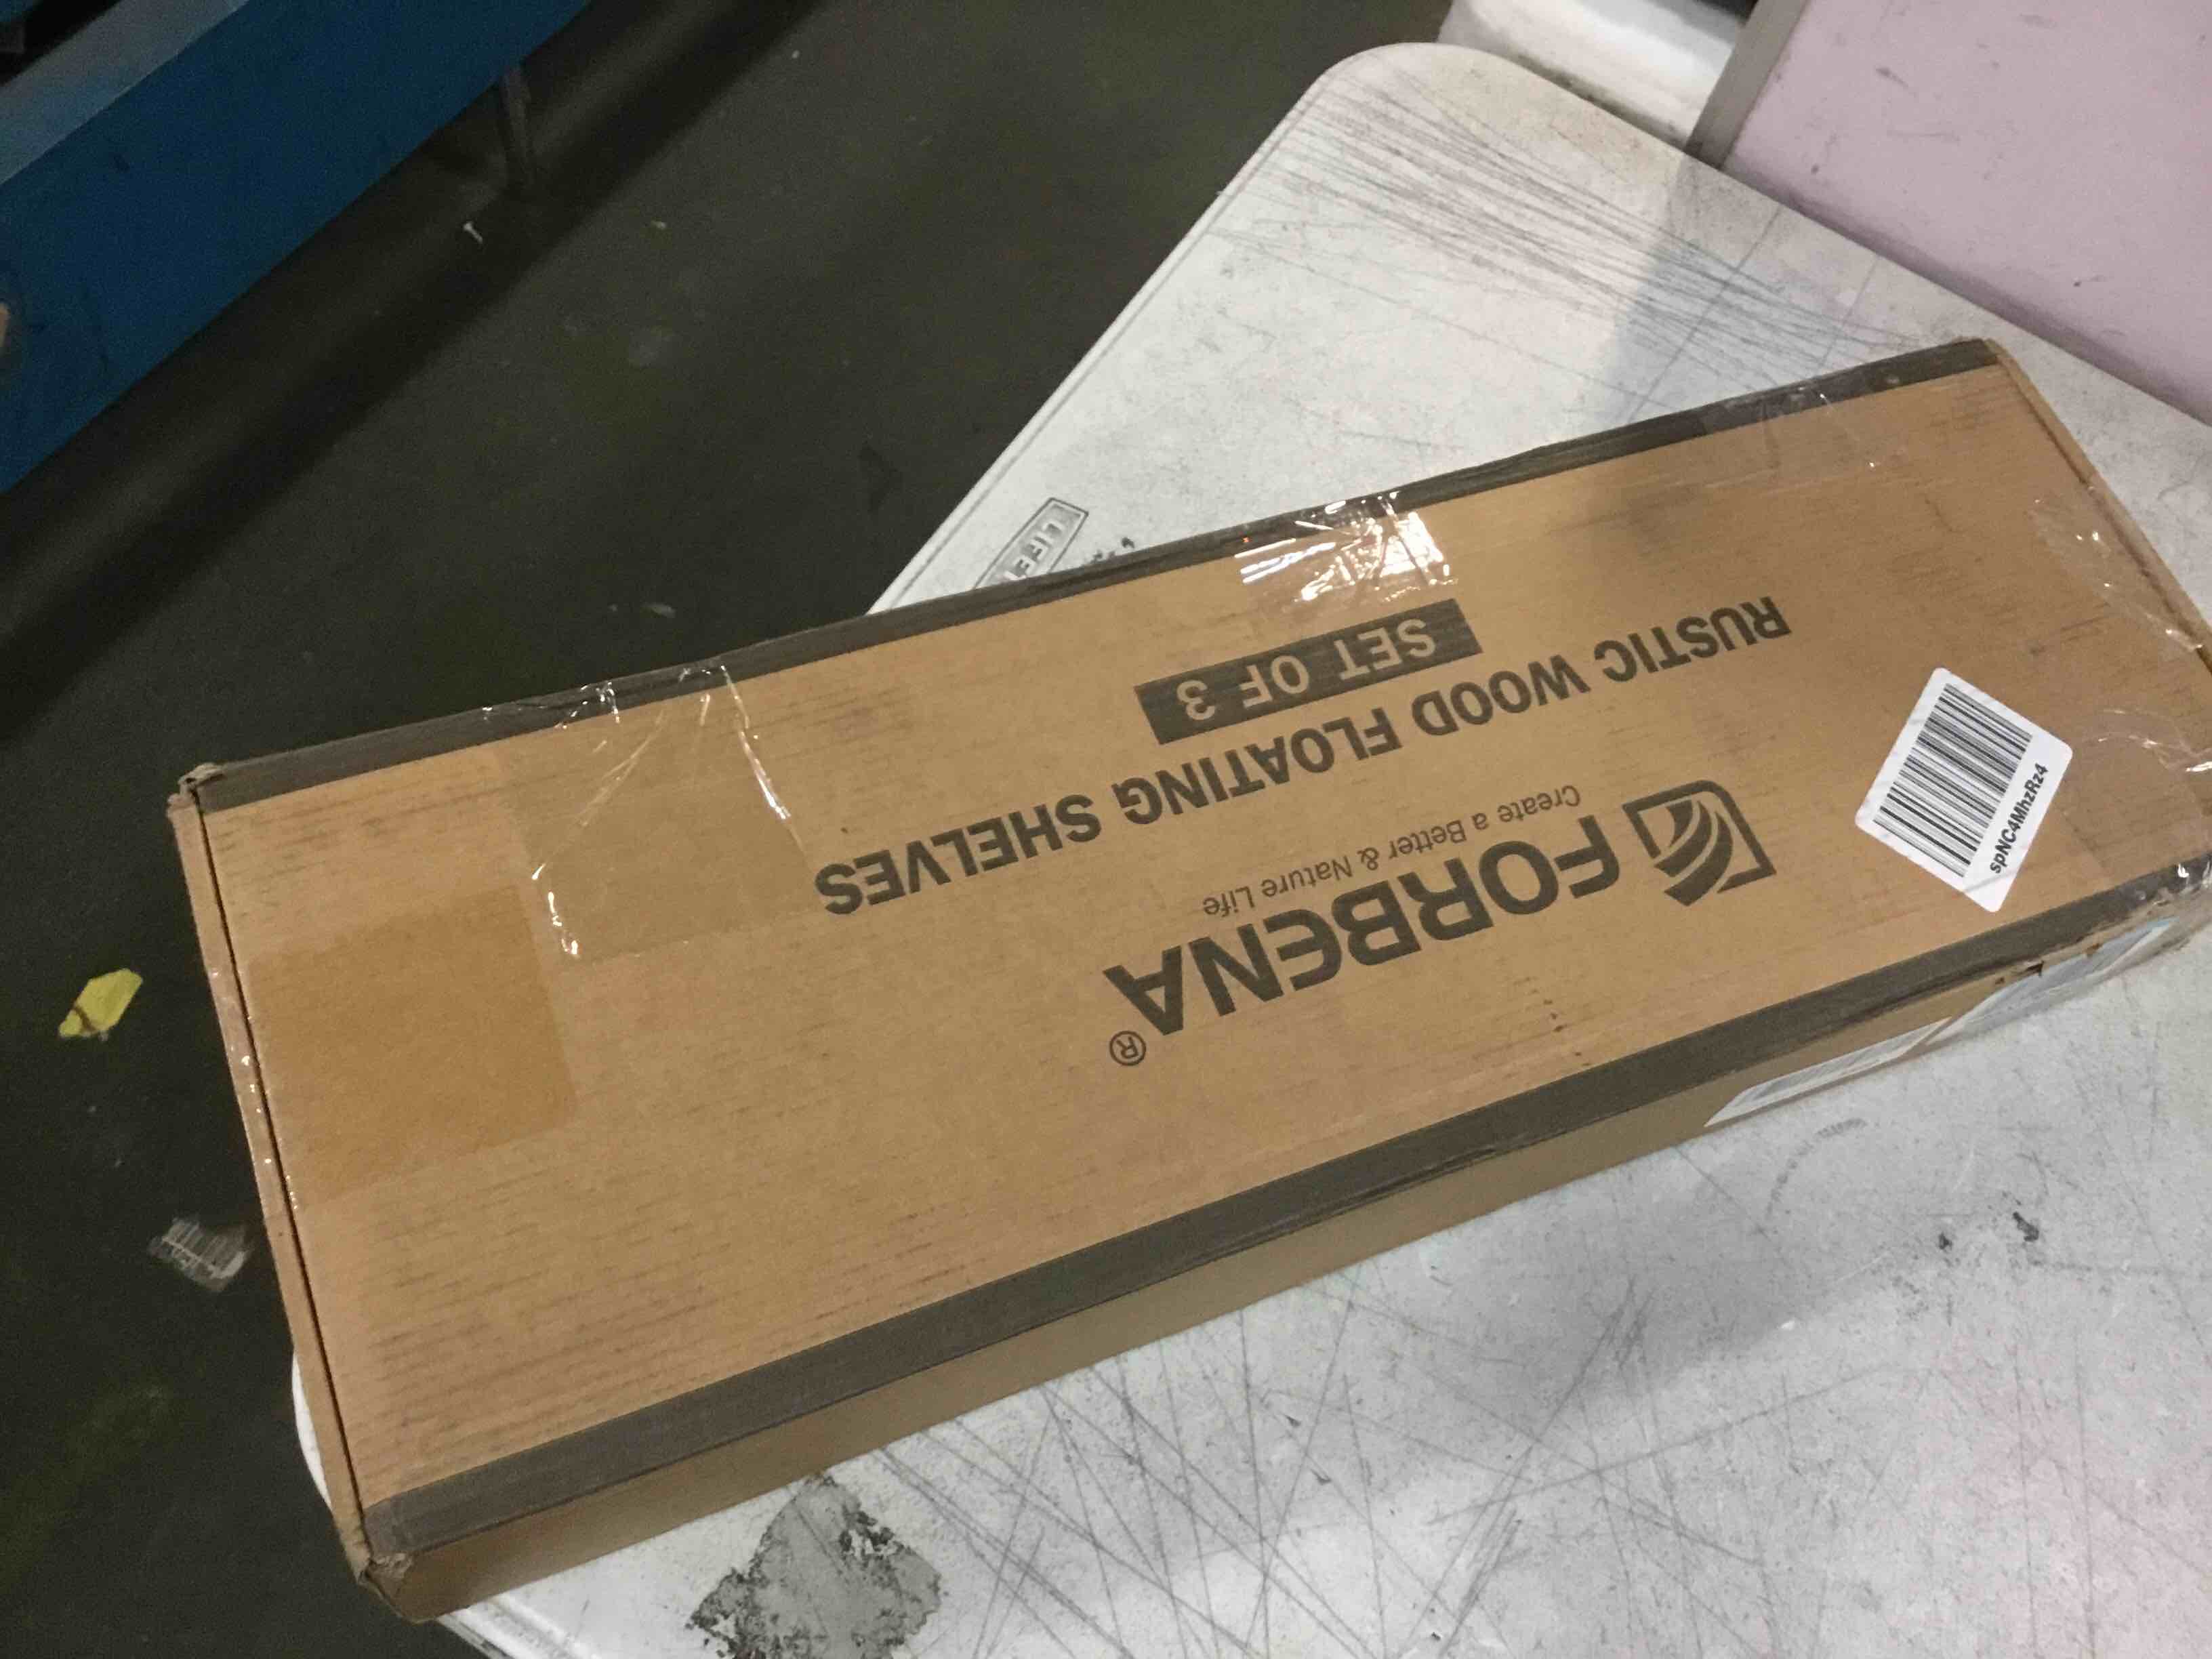 FORBENA®
Create a Better & Nature Life
RUSTIC WOOD FLOATING SHELVES
SET OF 3
spNC4MhzRz4